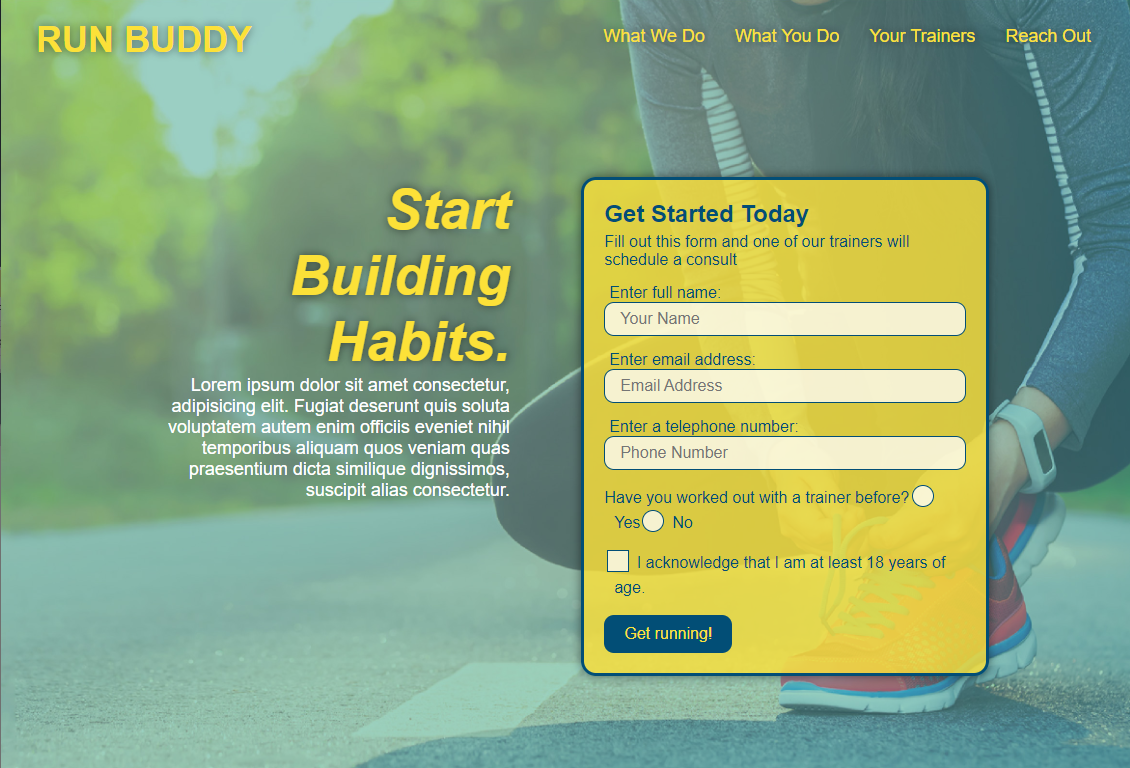 RUN BUDDY
What We Do What You Do Your Trainers Reach Out
Start
Building
Habits.
Lorem ipsum dolor sit amet consectetur,
adipisicing elit. Fugiat deserunt quis soluta
voluptatem autem enim officiis eveniet nihil
temporibus aliquam quos veniam quas
praesentium dicta similique dignissimos,
suscipit alias consectetur.
Get Started Today
Fill out this form and one of our trainers will
schedule a consult
Enter full name:
Your Name
Enter email address:
Email Address
Enter a telephone number:
Phone Number
Have you worked out with a trainer before?
Yes No
I acknowledge that I am at least 18 years of
age.
Get running!